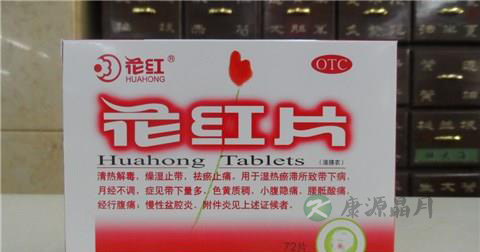 花红®
HUAHONG
OTC
花红片
Huahong Tablets (薄膜衣)
清热解毒，燥湿止带，祛瘀止痛。用于湿热瘀滞所致带下病，
月经不调，症见带下量多，色黄质稠，小腹隐痛，腰骶酸痛，
经行腹痛；慢性盆腔炎，附件炎见上述证候者。
康源晶月
72片